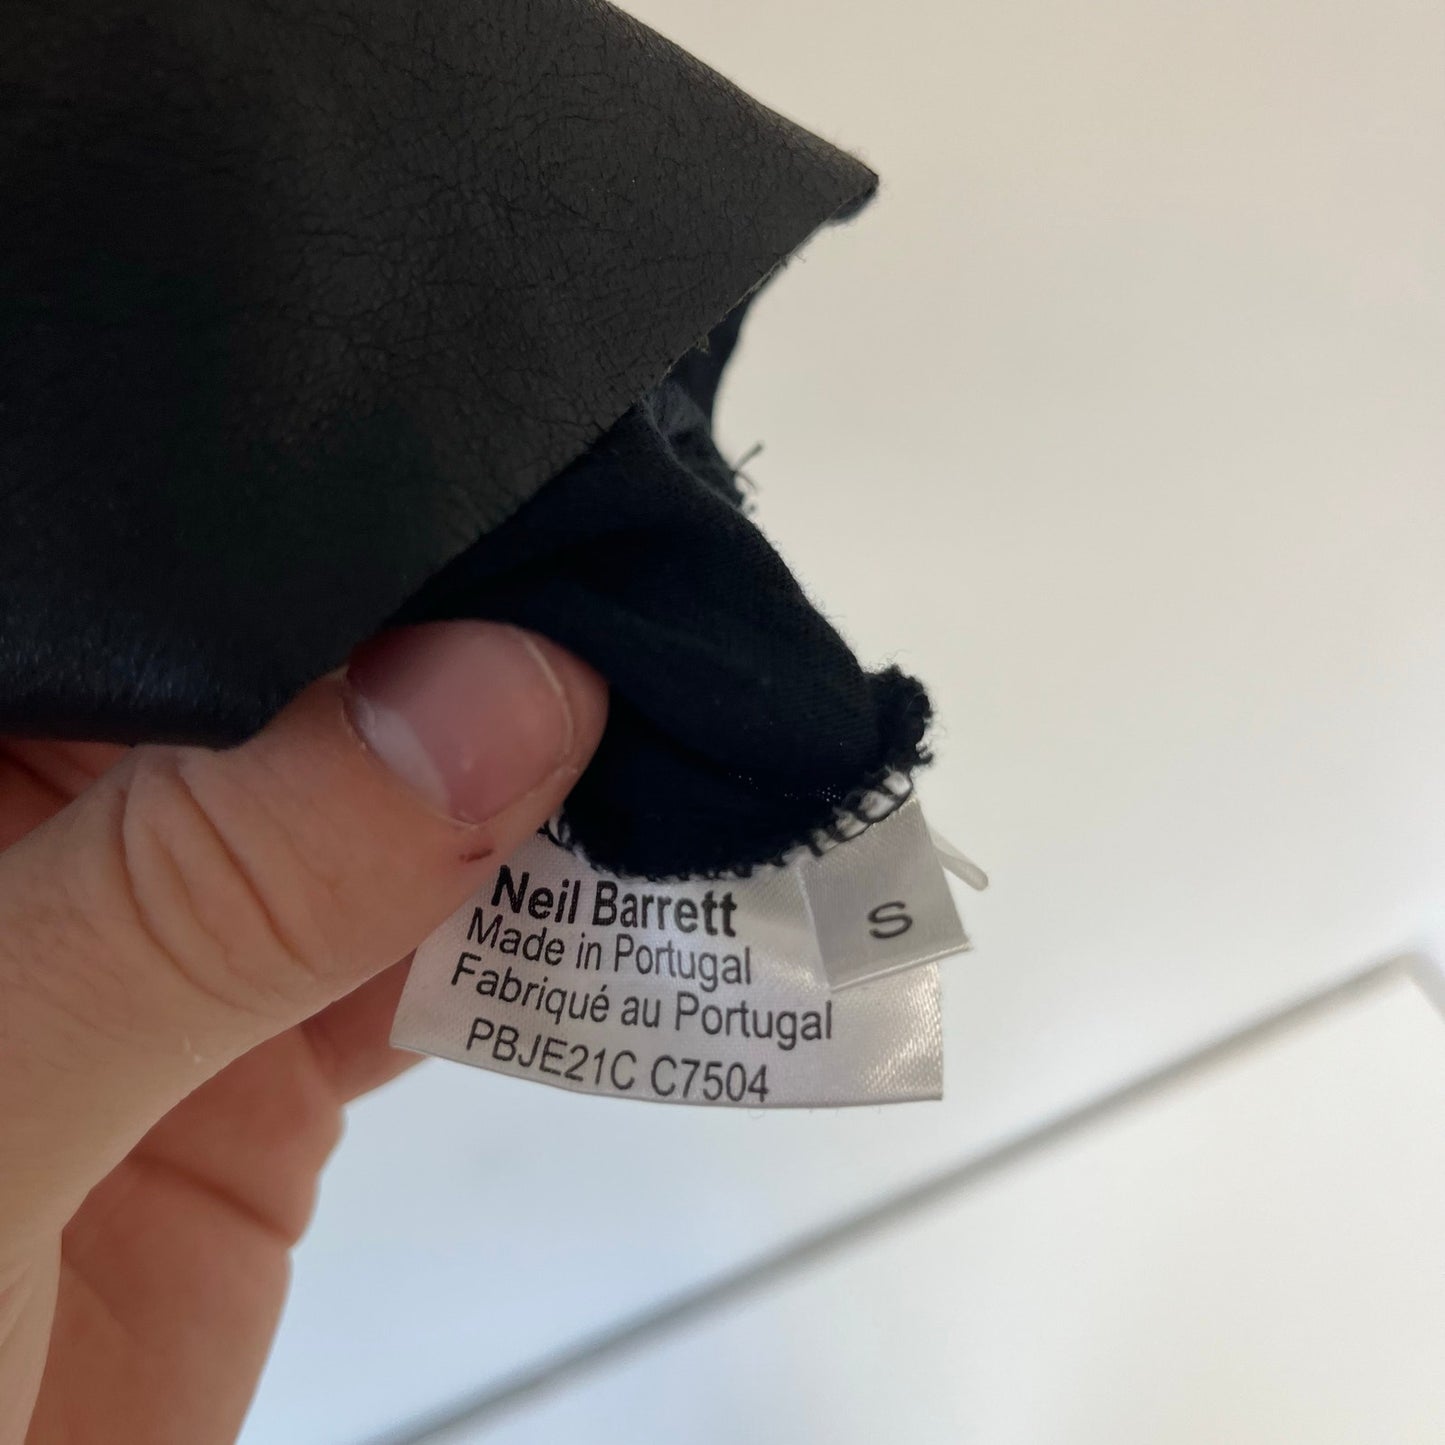 Neil Barrett
Made in Portugal
Fabriqué au Portugal
PBJE21C C7504
S